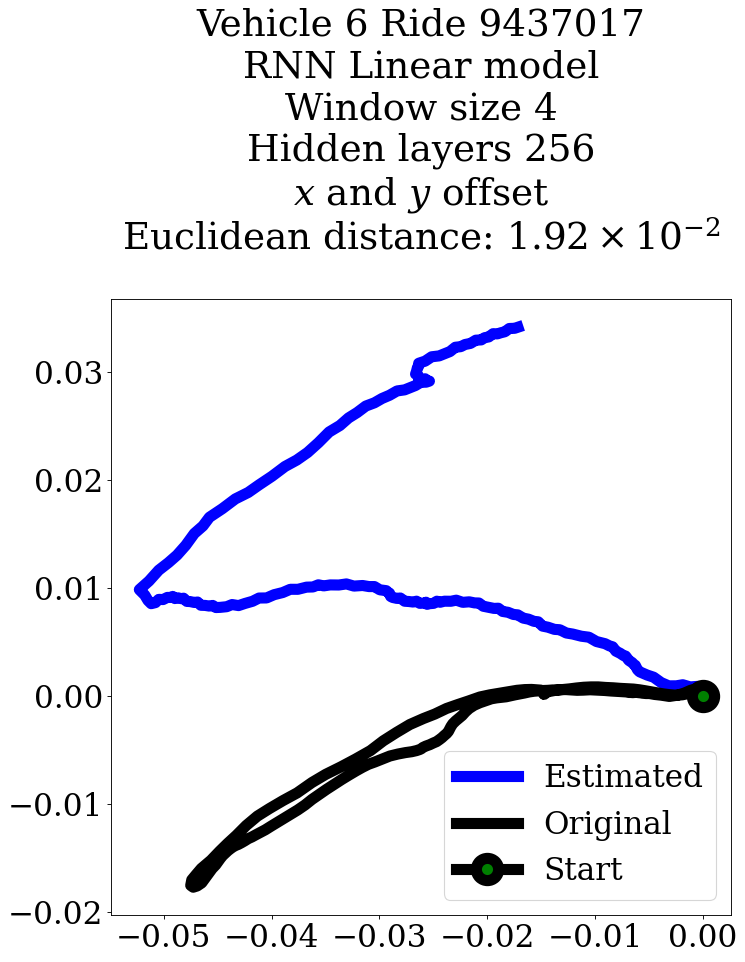 Vehicle 6 Ride 9437017
RNN Linear model
Window size 4
Hidden layers 256
x and y offset
Euclidean distance: 1.92 × 10⁻²
0.03
0.02
0.01
0.00
−0.01
−0.02
Estimated
Original
Start
−0.05 −0.04 −0.03 −0.02 −0.01 0.00